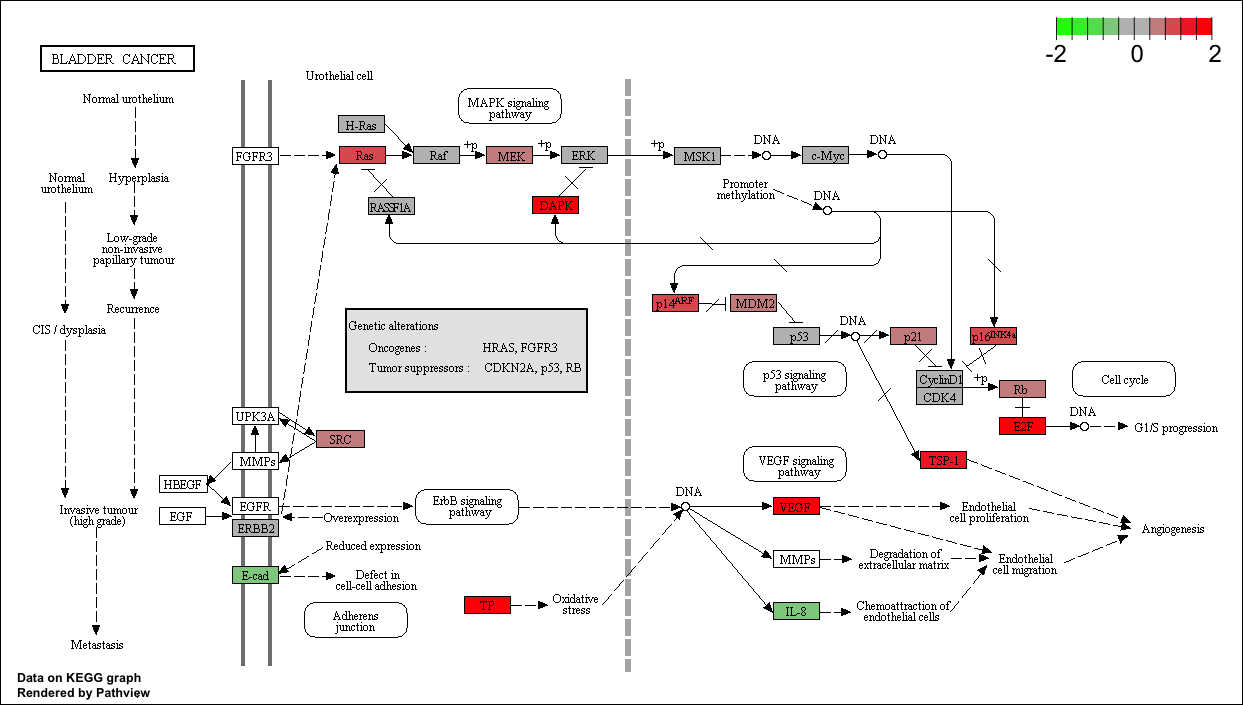 BLADDER CANCER
-2 0 2
Urothelial cell
Normal urothelium
MAPK signaling
pathway
H-Ras
FGFR3
Ras
Raf
+p
MEK
+p
ERK
+p
MSK1
DNA
c-Myc
DNA
Normal
urothelium
Hyperplasia
RASSF1A
DAPK
Promoter
methylation
DNA
Low-grade
non-invasive
papillary tumour
Recurrence
CIS / dysplasia
p14ARF
MDM2
p53
DNA
p21
p16INK4a
Genetic alterations
Oncogenes : HRAS, FGFR3
Tumor suppressors : CDKN2A, p53, RB
p53 signaling
pathway
CyclinD1
CDK4
+p
Rb
Cell cycle
UPK3A
SRC
E2F
DNA
G1/S progression
MMPs
TSP-1
VEGF signaling
pathway
HBEGF
EGFR
EGF
ERBB2
Overexpression
ErbB signaling
pathway
DNA
VEGF
Endothelial
cell proliferation
Angiogenesis
Invasive tumour
(high grade)
Reduced expression
E-cad
Defect in
cell-cell adhesion
MMPs
Degradation of
extracellular matrix
Endothelial
cell migration
Adherens
junction
TP
Oxidative
stress
IL-8
Chemoattraction of
endothelial cells
Metastasis
Data on KEGG graph
Rendered by Pathview